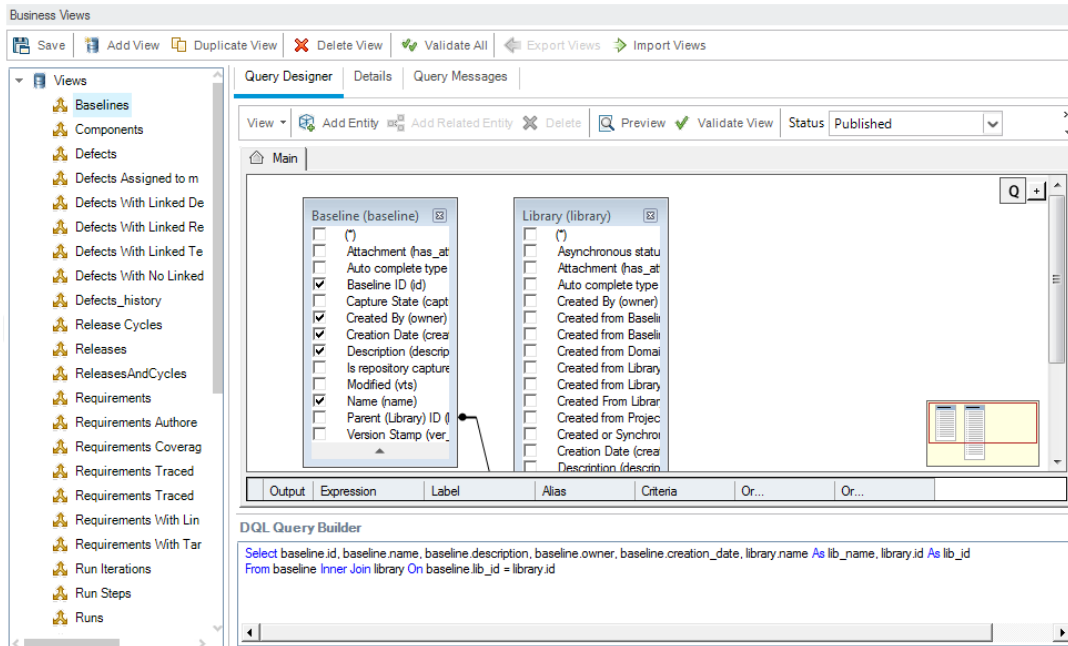 Business Views
Save Add View Duplicate View Delete View Validate All Export Views Import Views
Views
Baselines
Components
Defects
Defects Assigned to m
Defects With Linked De
Defects With Linked Re
Defects With Linked Te
Defects With No Linked
Defects_history
Release Cycles
Releases
ReleasesAndCycles
Requirements
Requirements Authore
Requirements Coverag
Requirements Traced
Requirements Traced
Requirements With Lin
Requirements With Tar
Run Iterations
Run Steps
Runs
Query Designer Details Query Messages
View Add Entity Add Related Entity Delete Preview Validate View Status Published
Main
Q +
Baseline (baseline)
(*)
Attachment (has_at
Auto complete type
Baseline ID (id)
Capture State (capt
Created By (owner)
Creation Date (crea
Description (descrip
Is repository capture
Modified (vts)
Name (name)
Parent (Library) ID (
Version Stamp (ver_
Library (library)
(*)
Asynchronous statu
Attachment (has_at
Auto complete type
Created By (owner)
Created from Baselin
Created from Baselin
Created from Domai
Created from Library
Created from Library
Created From Librar
Created from Projec
Created or Synchro
Creation Date (crea
Description (descrip
Output Expression Label Alias Criteria Or... Or...
DQL Query Builder
Select baseline.id, baseline.name, baseline.description, baseline.owner, baseline.creation_date, library.name As lib_name, library.id As lib_id
From baseline Inner Join library On baseline.lib_id = library.id